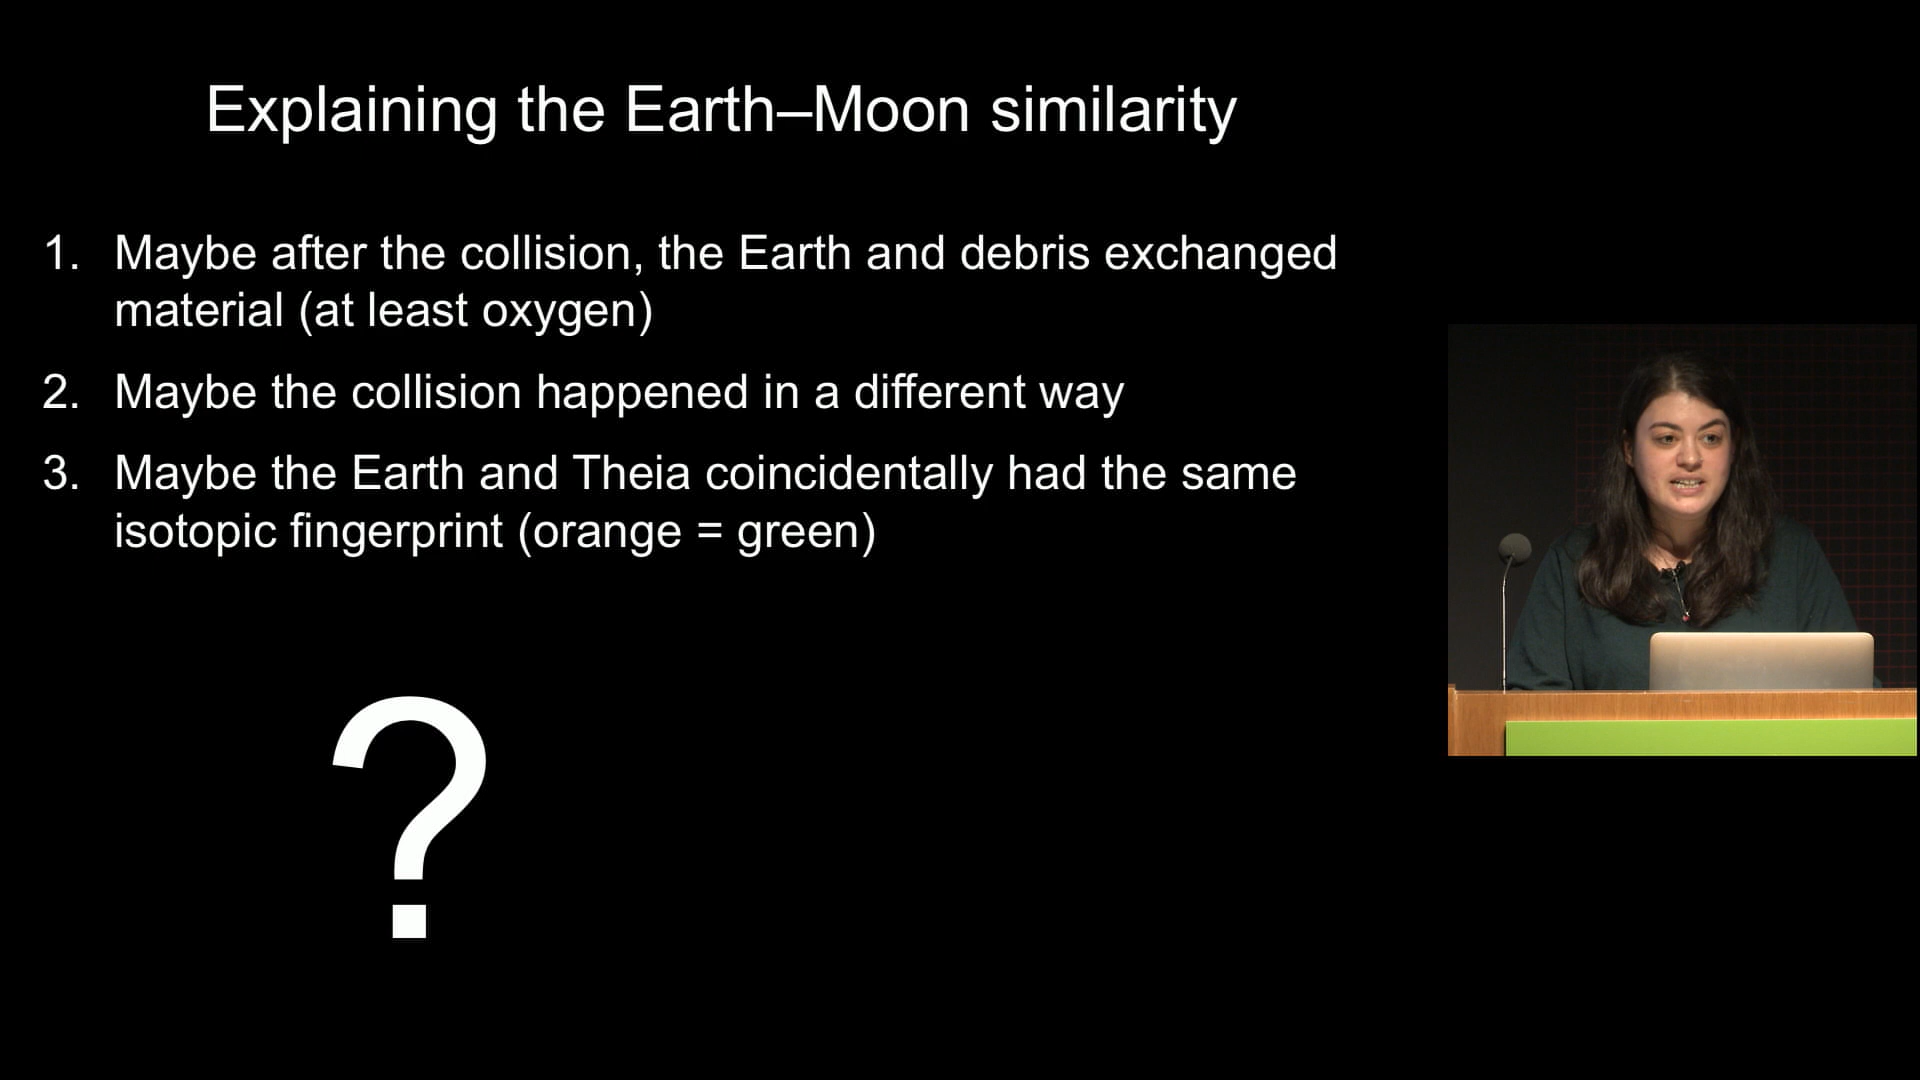 Explaining the Earth–Moon similarity
1. Maybe after the collision, the Earth and debris exchanged
material (at least oxygen)
2. Maybe the collision happened in a different way
3. Maybe the Earth and Theia coincidentally had the same
isotopic fingerprint (orange = green)
?